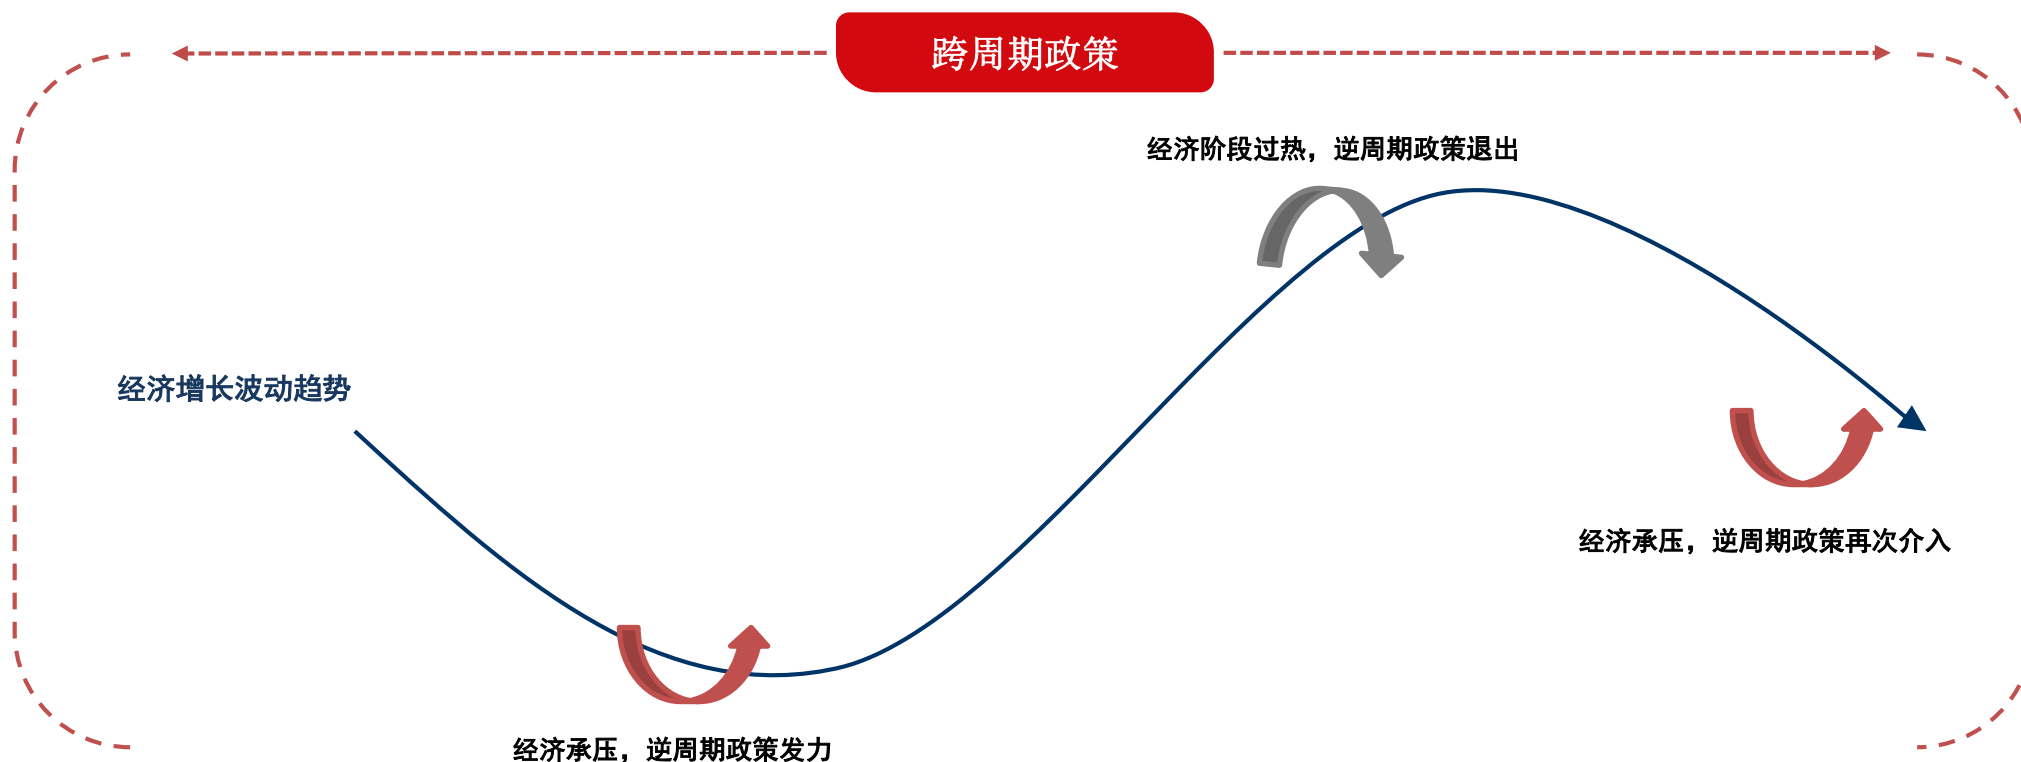 跨周期政策
经济阶段过热，逆周期政策退出
经济增长波动趋势
经济承压，逆周期政策再次介入
经济承压，逆周期政策发力